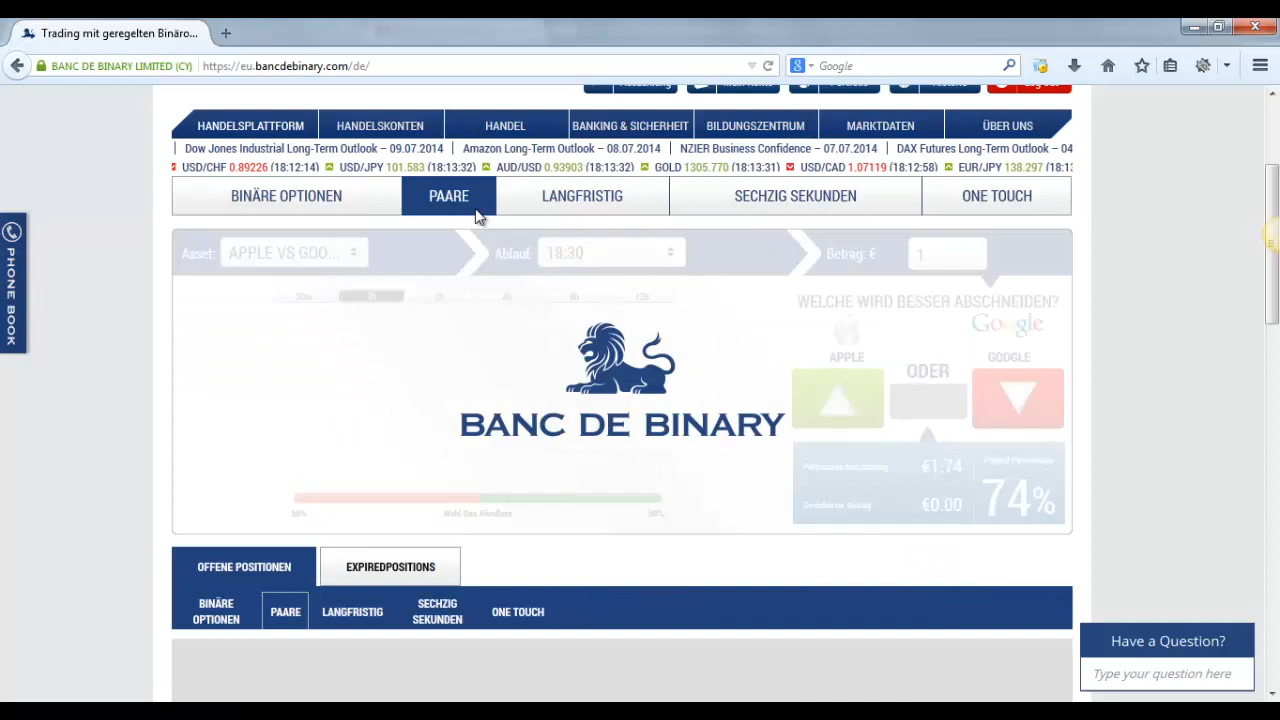 Trading mit geregelten Binäro...
BANC DE BINARY LIMITED (CY)
https://eu.bancdebinary.com/de/
Google
HANDELSPLATTFORM
HANDELSKONTEN
HANDEL
BANKING & SICHERHEIT
BILDUNGSZENTRUM
MARKTDATEN
ÜBER UNS
Dow Jones Industrial Long-Term Outlook – 09.07.2014
Amazon Long-Term Outlook – 08.07.2014
NZIER Business Confidence – 07.07.2014
DAX Futures Long-Term Outlook – 04
USD/CHF 0.89226 (18:12:14)
USD/JPY 101.583 (18:13:32)
AUD/USD 0.93903 (18:13:32)
GOLD 1305.770 (18:13:31)
USD/CAD 1.07119 (18:12:58)
EUR/JPY 138.297 (18:13:
BINÄRE OPTIONEN
PAARE
LANGFRISTIG
SECHZIG SEKUNDEN
ONE TOUCH
PHONE BOOK
Asset:
APPLE VS GOO...
Ablauf:
18:30
Betrag: €
1
WELCHE WIRD BESSER ABSCHNEIDEN?
Google
APPLE
ODER
GOOGLE
BANC DE BINARY
€1.74
€0.00
74%
Wahl Des Händlers
OFFENE POSITIONEN
EXPIREDPOSITIONS
BINÄRE
OPTIONEN
PAARE
LANGFRISTIG
SECHZIG
SEKUNDEN
ONE TOUCH
Have a Question?
Type your question here